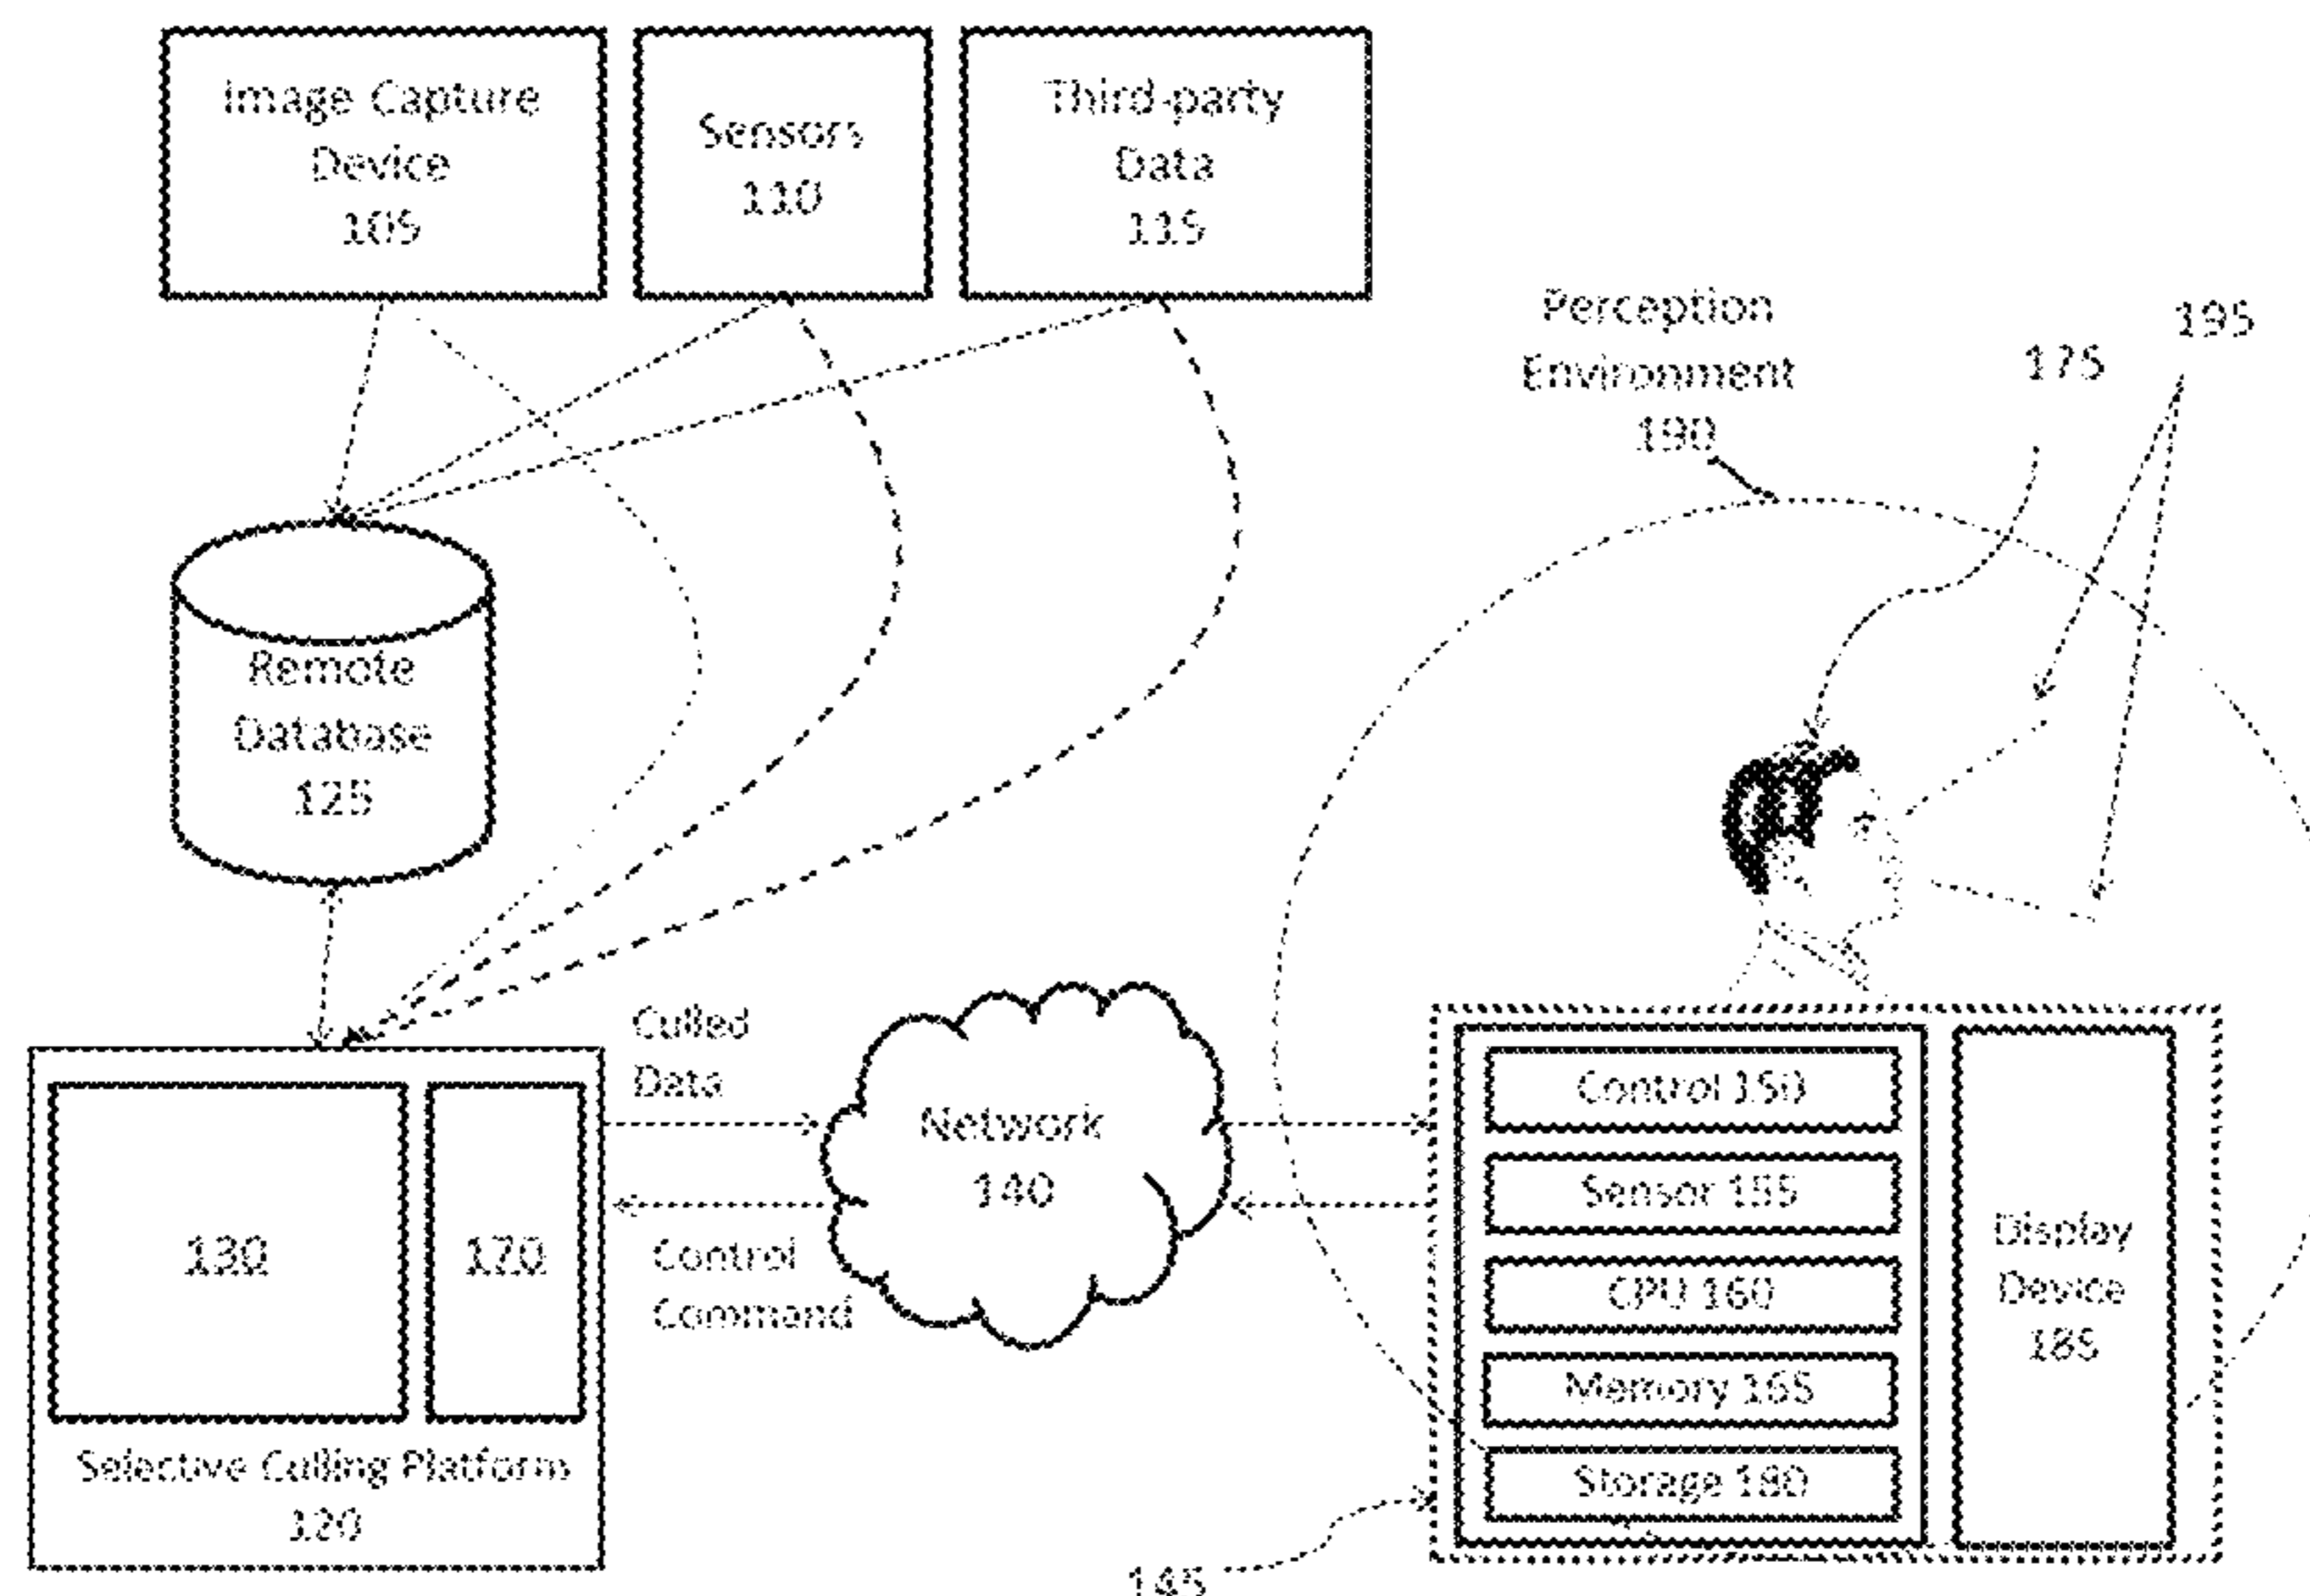 Image Capture
Device
105
Sensors
110
Third-party
Data
115
Perception
Environment
190
175
195
Remote
Database
125
Culled
Data
Network
140
Control
Command
130
170
Selective Culling Platform
120
Control 150
Sensor 155
CPU 160
Memory 165
Storage 180
Display
Device
185
145